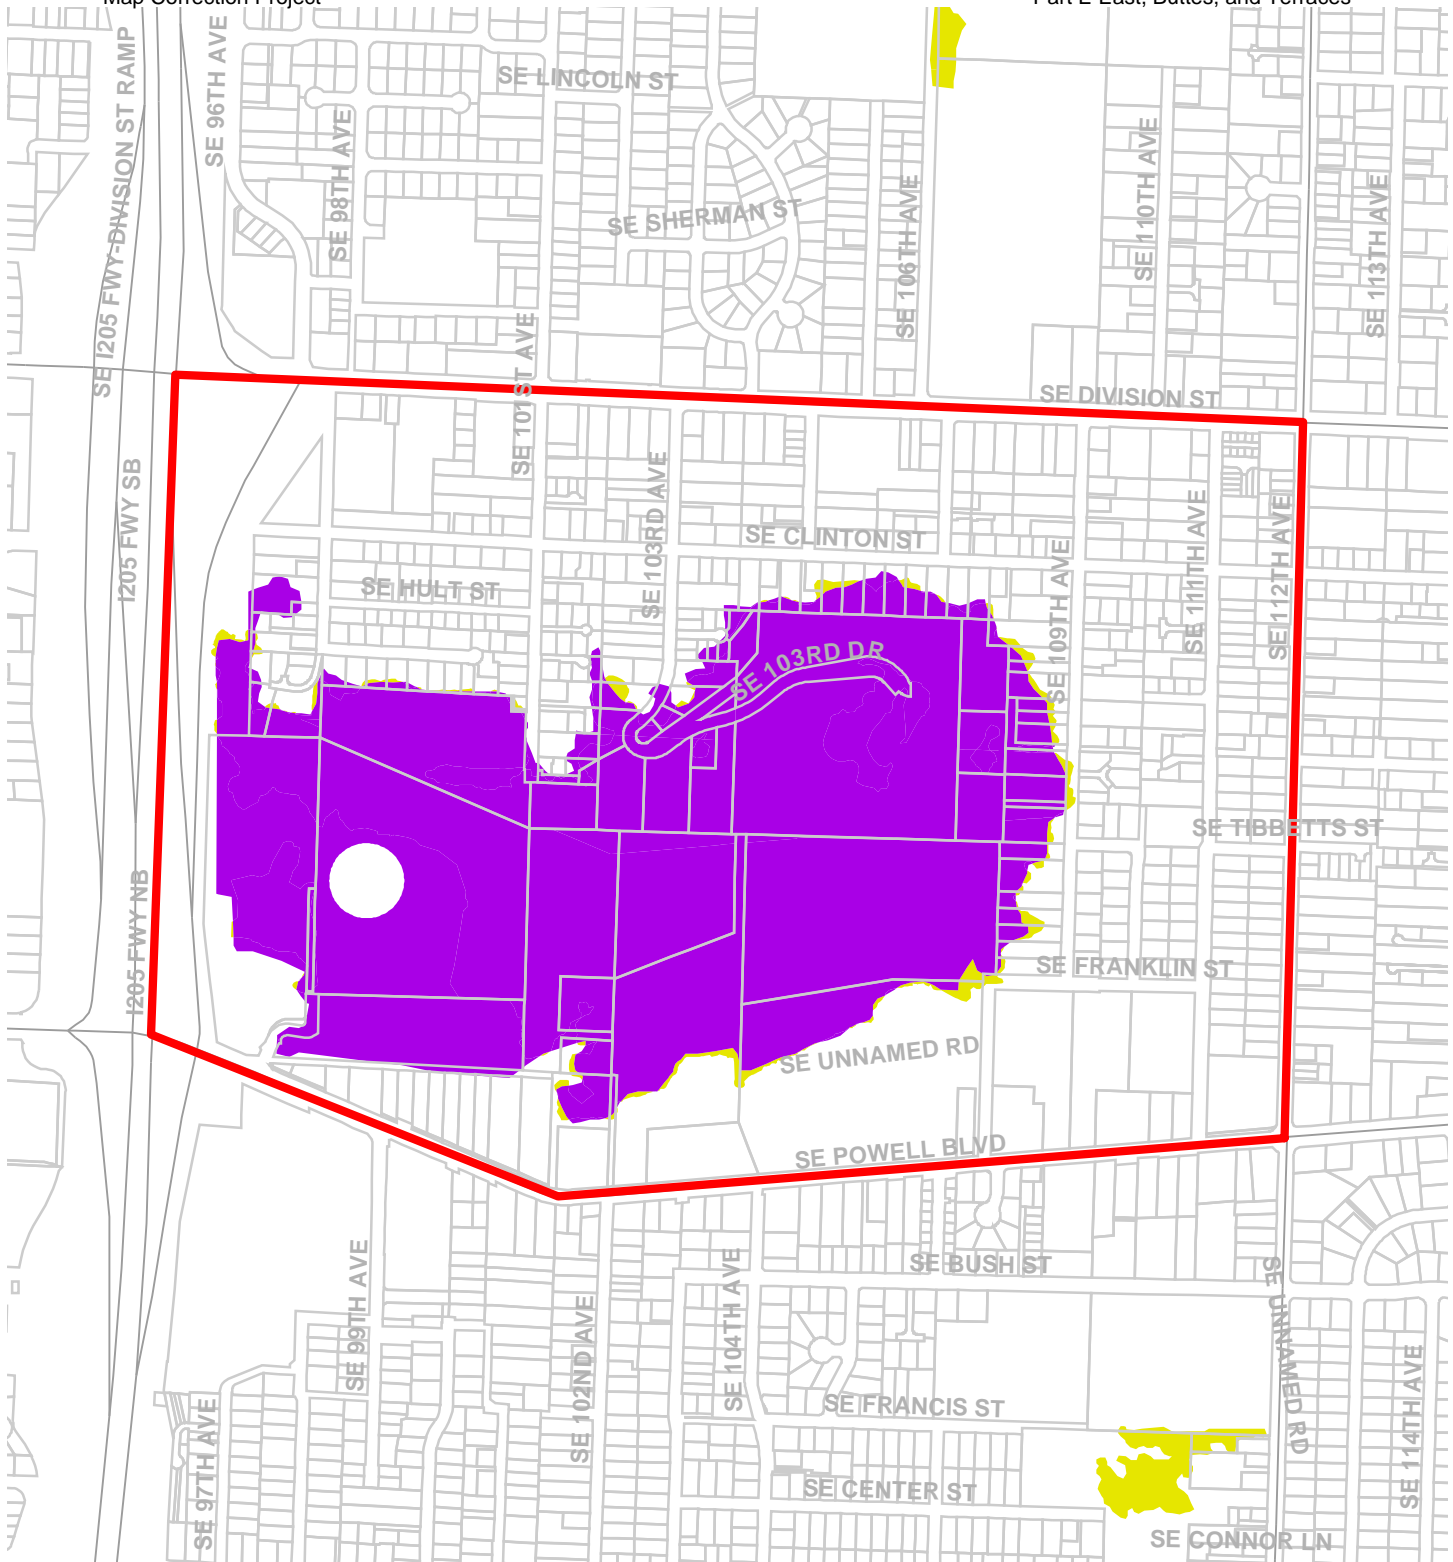 Map Correction Project
Part E East, Buttes, and Terraces
SE I205 FWY-DIVISION ST RAMP
SE 96TH AVE
SE LINCOLN ST
SE 98TH AVE
SE SHERMAN ST
SE 106TH AVE
SE 110TH AVE
SE 113TH AVE
SE 101ST AVE
SE DIVISION ST
I205 FWY SB
SE 103RD AVE
SE CLINTON ST
SE 109TH AVE
SE 111TH AVE
SE 112TH AVE
SE HULT ST
SE 103RD DR
SE TIBBETTS ST
I205 FWY NB
SE FRANKLIN ST
SE UNNAMED RD
SE POWELL BLVD
SE BUSH ST
SE 99TH AVE
SE 102ND AVE
SE 104TH AVE
SE UNNAMED RD
SE 114TH AVE
SE FRANCIS ST
SE 97TH AVE
SE CENTER ST
SE CONNOR LN